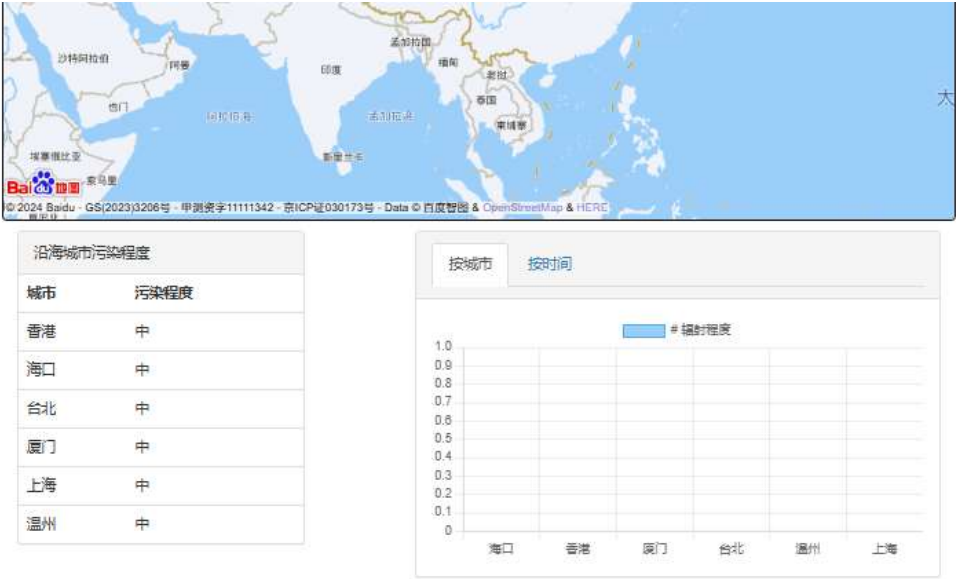 孟加拉国
沙特阿拉伯
阿曼
印度
缅甸
老挝
也门
泰国
大
阿拉伯海
孟加拉湾
柬埔寨
埃塞俄比亚
斯里兰卡
索马里
Bai du 地图
© 2024 Baidu - GS(2023)3206号 - 甲测资字11111342 - 京ICP证030173号 - Data © 百度智图 & OpenStreetMap & HERE
沿海城市污染程度
城市 污染程度
香港 中
海口 中
台北 中
厦门 中
上海 中
温州 中
按城市 按时间
# 辐射程度
1.0
0.9
0.8
0.7
0.6
0.5
0.4
0.3
0.2
0.1
0
海口 香港 厦门 台北 温州 上海